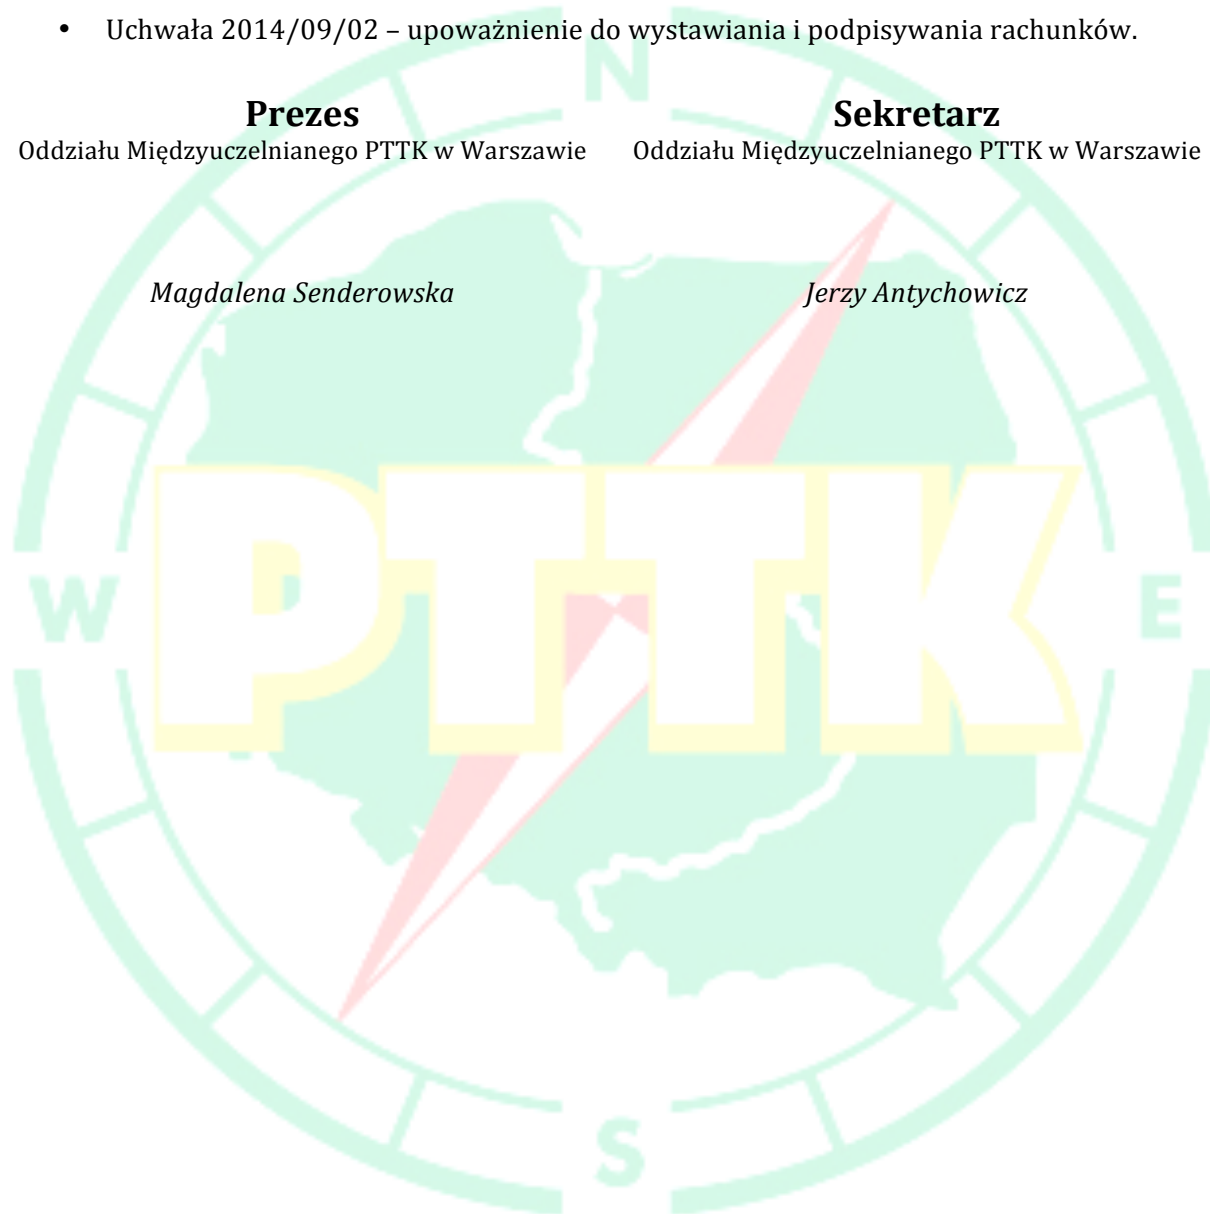 • Uchwała 2014/09/02 – upoważnienie do wystawiania i podpisywania rachunków.
Prezes
Oddziału Międzyuczelnianego PTTK w Warszawie
Magdalena Senderowska
Sekretarz
Oddziału Międzyuczelnianego PTTK w Warszawie
Jerzy Antychowicz
N
W
PTTK
E
S